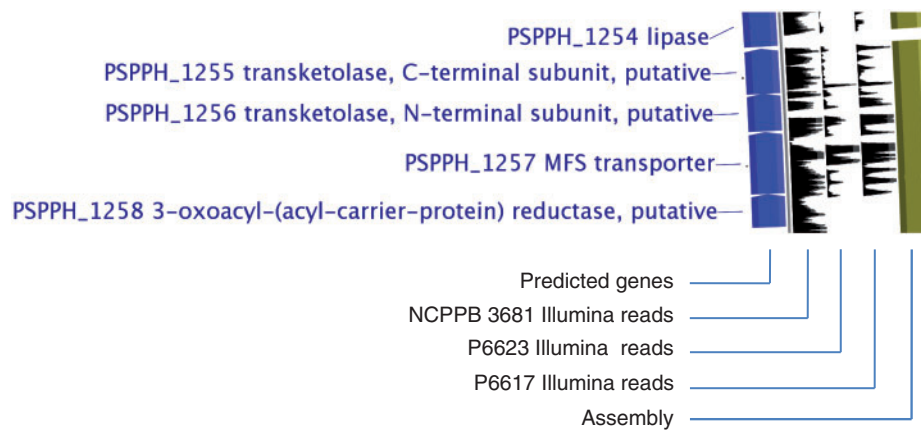 PSPPH_1254 lipase
PSPPH_1255 transketolase, C-terminal subunit, putative
PSPPH_1256 transketolase, N-terminal subunit, putative
PSPPH_1257 MFS transporter
PSPPH_1258 3-oxoacyl-(acyl-carrier-protein) reductase, putative
Predicted genes
NCPPB 3681 Illumina reads
P6623 Illumina reads
P6617 Illumina reads
Assembly